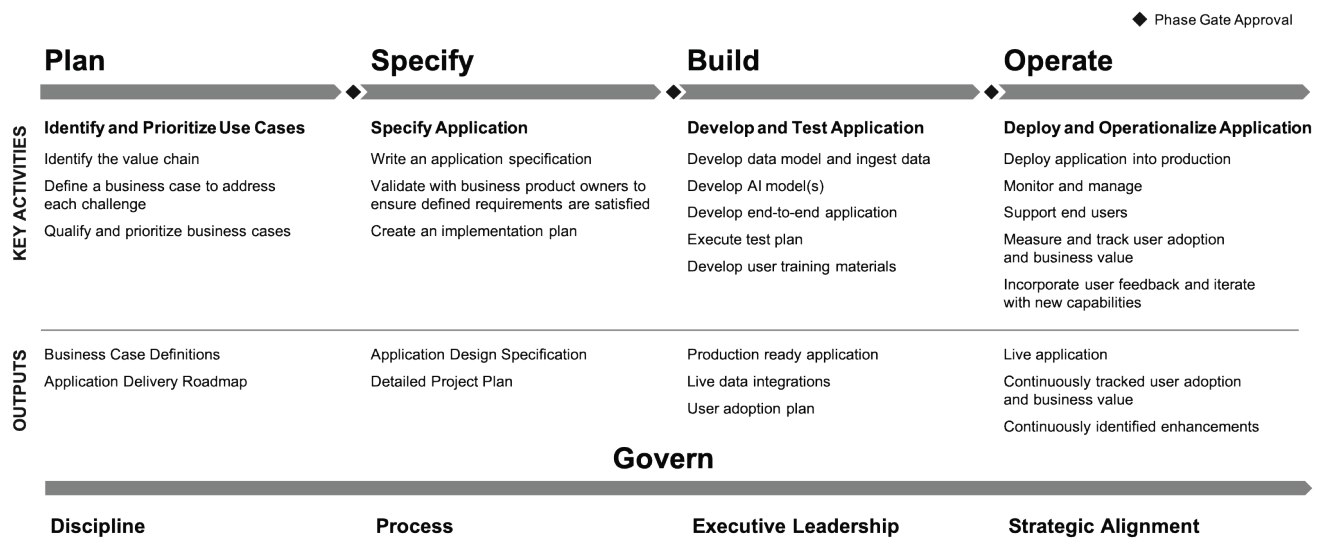 Phase Gate Approval
Plan
Specify
Build
Operate
KEY ACTIVITIES
Identify and Prioritize Use Cases
Identify the value chain
Define a business case to address
each challenge
Qualify and prioritize business cases
Specify Application
Write an application specification
Validate with business product owners to
ensure defined requirements are satisfied
Create an implementation plan
Develop and Test Application
Develop data model and ingest data
Develop AI model(s)
Develop end-to-end application
Execute test plan
Develop user training materials
Deploy and Operationalize Application
Deploy application into production
Monitor and manage
Support end users
Measure and track user adoption
and business value
Incorporate user feedback and iterate
with new capabilities
OUTPUTS
Business Case Definitions
Application Delivery Roadmap
Application Design Specification
Detailed Project Plan
Production ready application
Live data integrations
User adoption plan
Live application
Continuously tracked user adoption
and business value
Continuously identified enhancements
Govern
Discipline
Process
Executive Leadership
Strategic Alignment